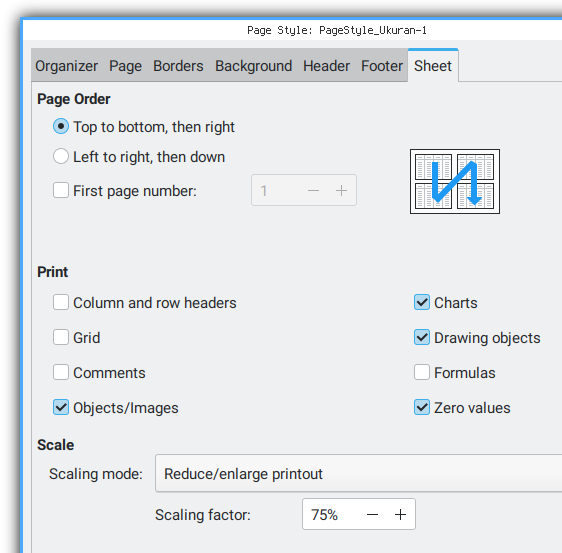 Page Style: PageStyle_Ukuran-1
Organizer Page Borders Background Header Footer Sheet
Page Order
Top to bottom, then right
Left to right, then down
First page number: 1
Print
Column and row headers Charts
Grid Drawing objects
Comments Formulas
Objects/Images Zero values
Scale
Scaling mode: Reduce/enlarge printout
Scaling factor: 75%